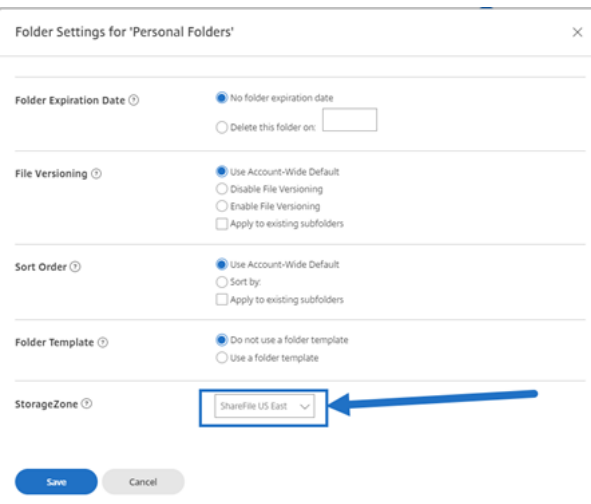 Folder Settings for 'Personal Folders'
Folder Expiration Date
No folder expiration date
Delete this folder on:
File Versioning
Use Account-Wide Default
Disable File Versioning
Enable File Versioning
Apply to existing subfolders
Sort Order
Use Account-Wide Default
Sort by:
Apply to existing subfolders
Folder Template
Do not use a folder template
Use a folder template
StorageZone
ShareFile US East
Save Cancel